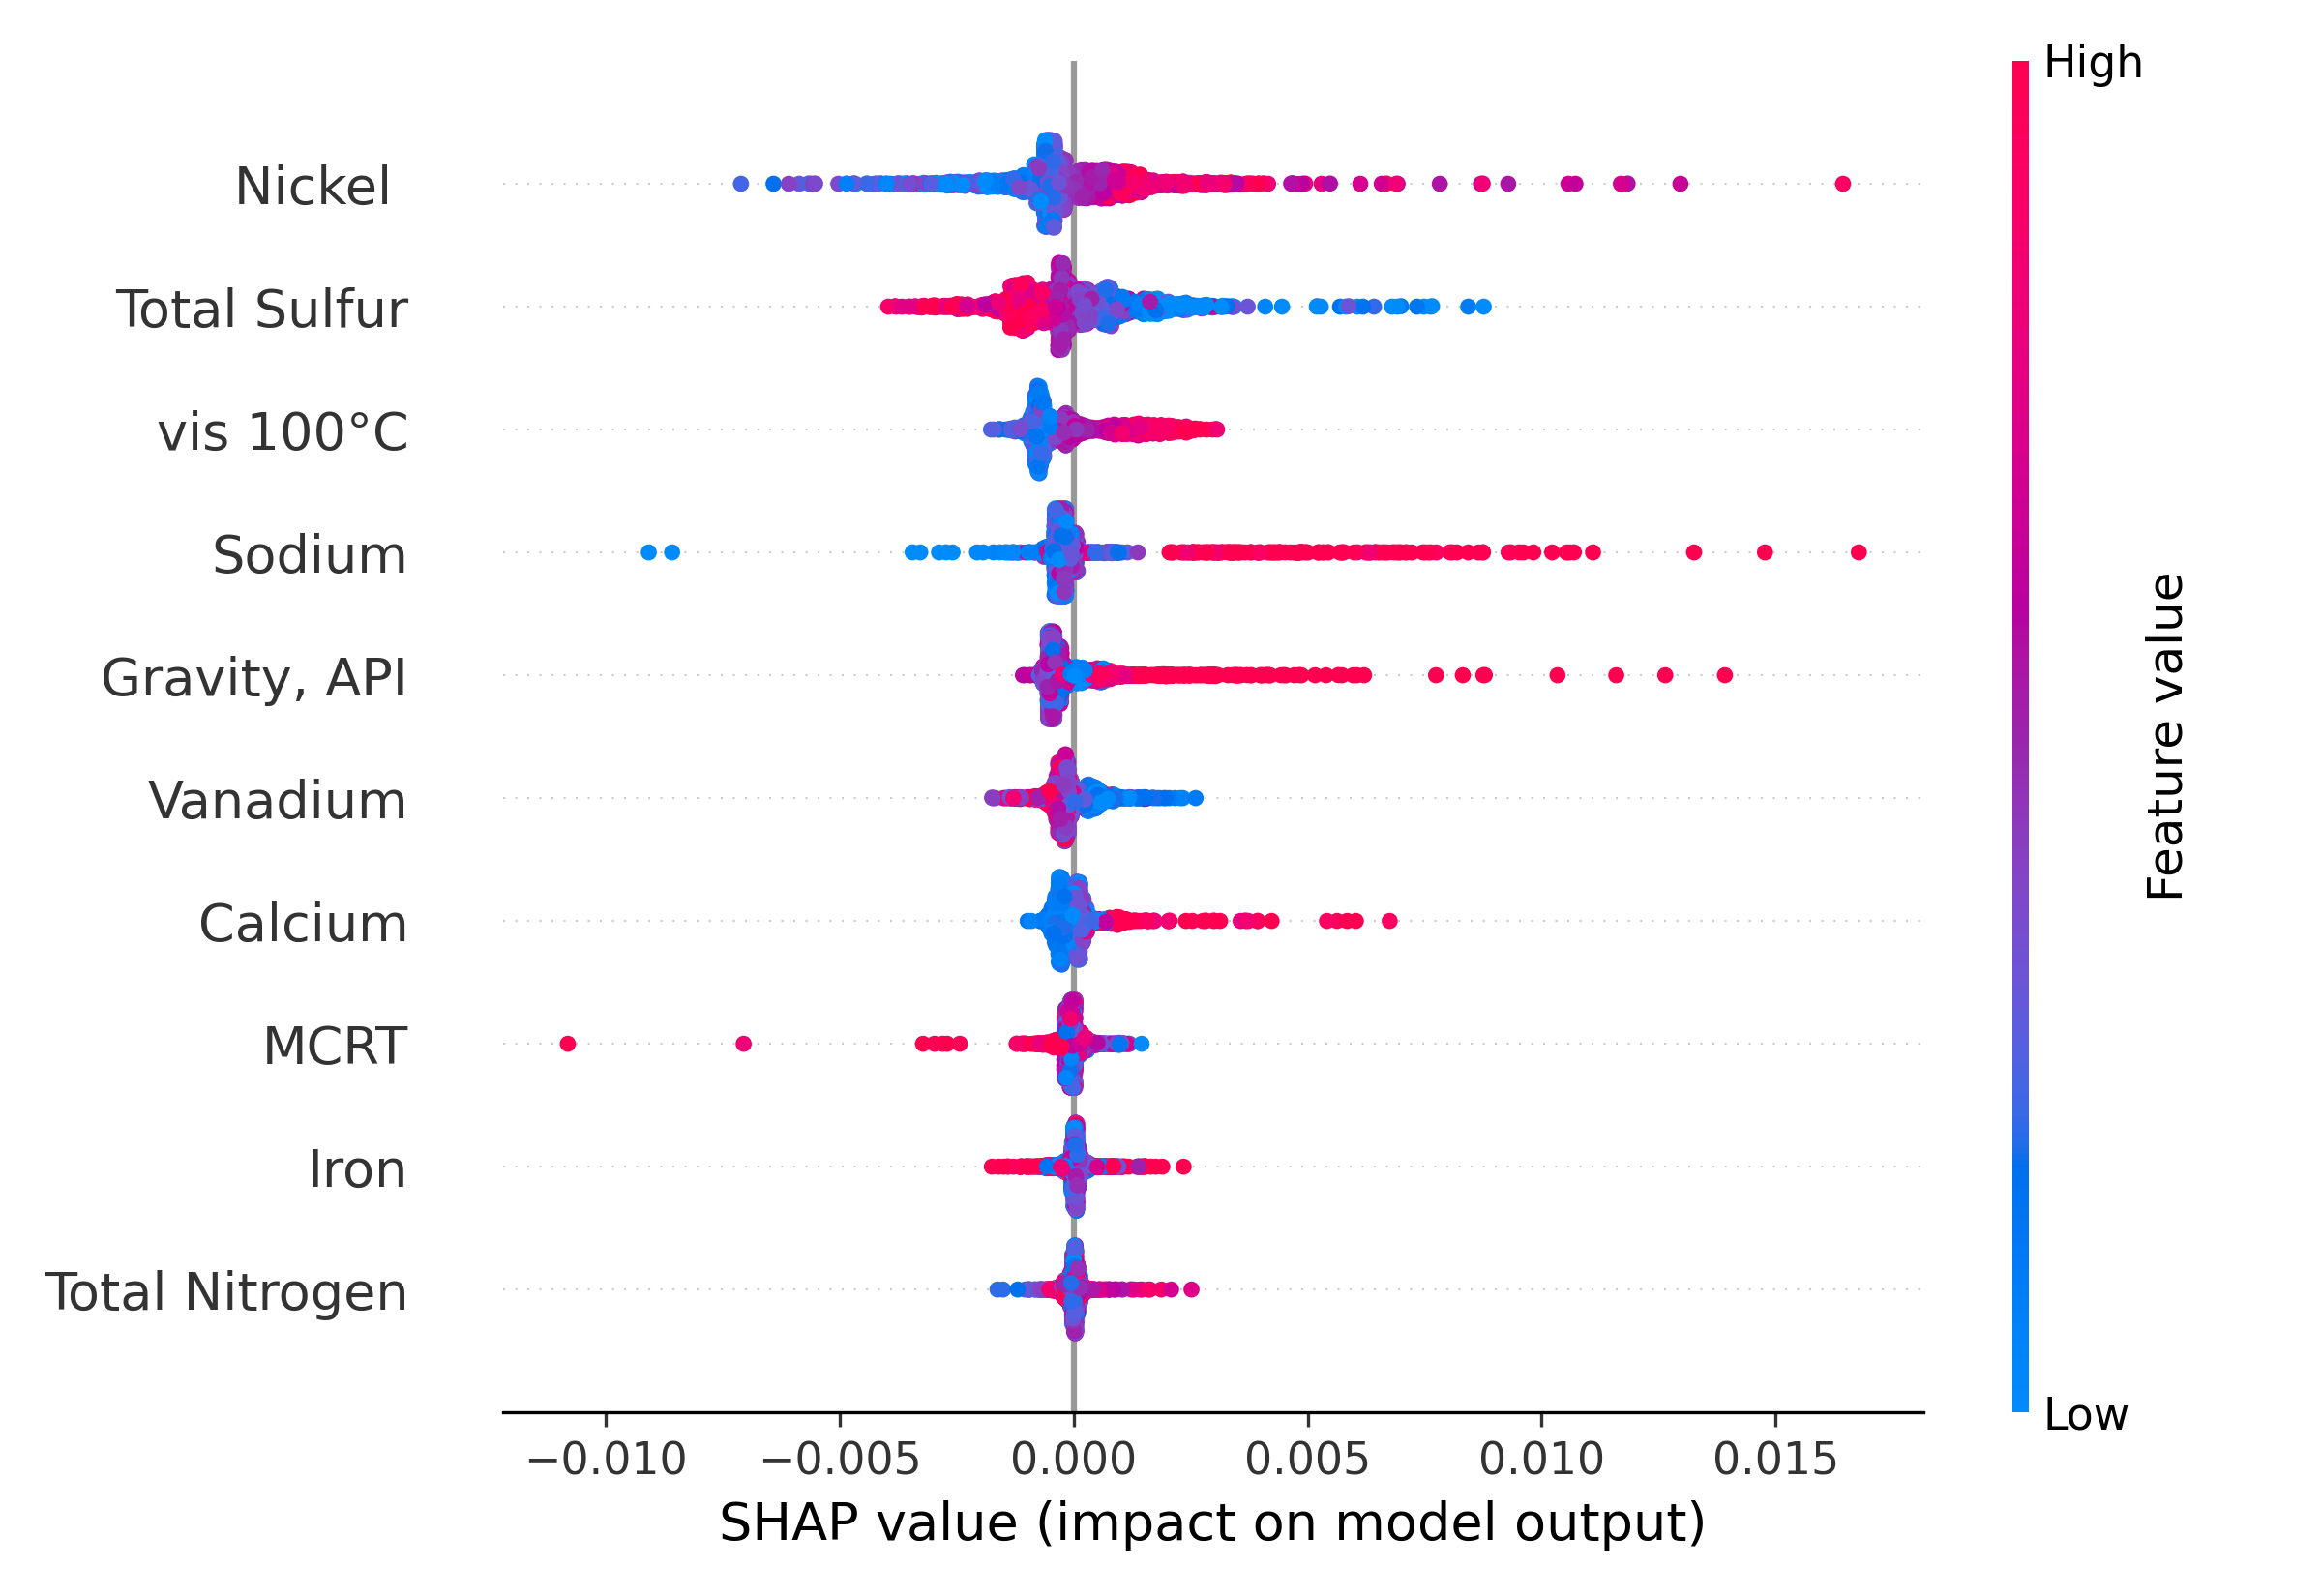 High
Nickel
Total Sulfur
vis 100°C
Sodium
Gravity, API
Vanadium
Calcium
MCRT
Iron
Total Nitrogen
Feature value
Low
−0.010 −0.005 0.000 0.005 0.010 0.015
SHAP value (impact on model output)